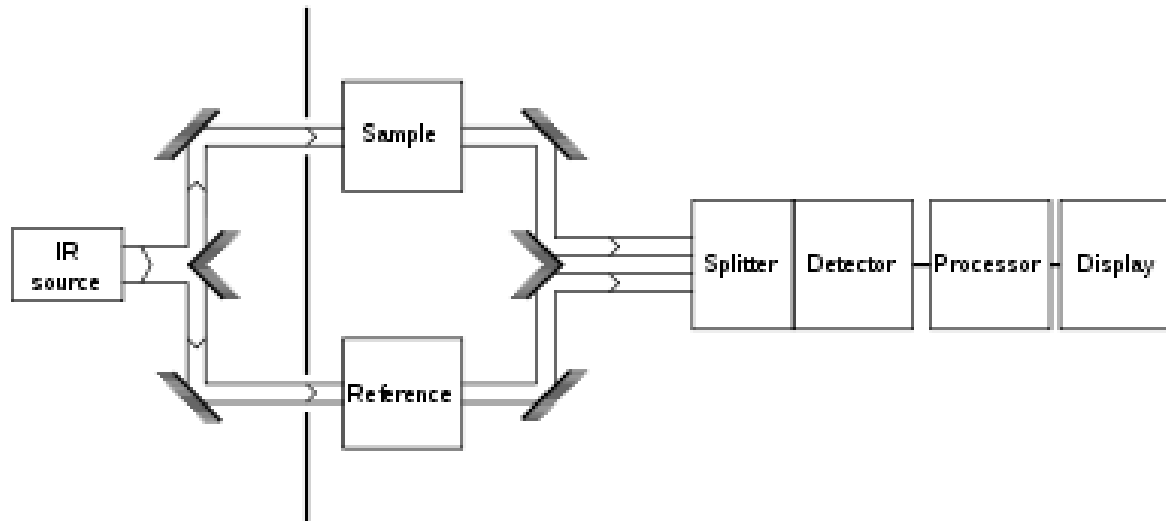 Sample
IR
source
Splitter
Detector
Processor
Display
Reference